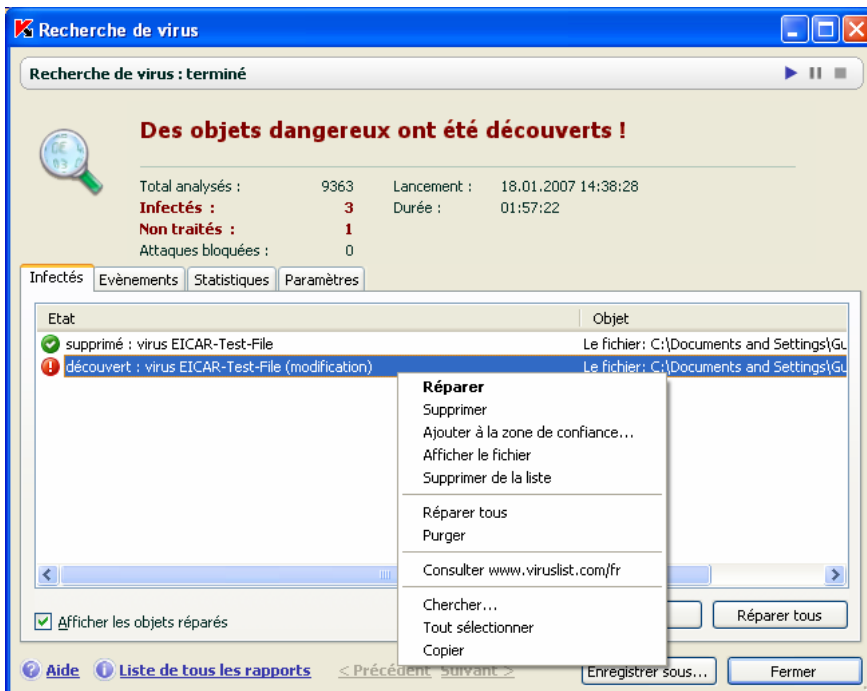 Recherche de virus
Recherche de virus : terminé
Des objets dangereux ont été découverts !
Total analysés : 9363 Lancement : 18.01.2007 14:38:28
Infectés : 3 Durée : 01:57:22
Non traités : 1
Attaques bloquées : 0
Infectés Evènements Statistiques Paramètres
Etat Objet
supprimé : virus EICAR-Test-File Le fichier: C:\Documents and Settings\Gu
découvert : virus EICAR-Test-File (modification) Le fichier: C:\Documents and Settings\Gu
Réparer
Supprimer
Ajouter à la zone de confiance...
Afficher le fichier
Supprimer de la liste
Réparer tous
Purger
Consulter www.viruslist.com/fr
Chercher...
Tout sélectionner
Copier
Afficher les objets réparés Réparer tous
Aide Liste de tous les rapports < Précédent Suivant > Enregistrer sous... Fermer